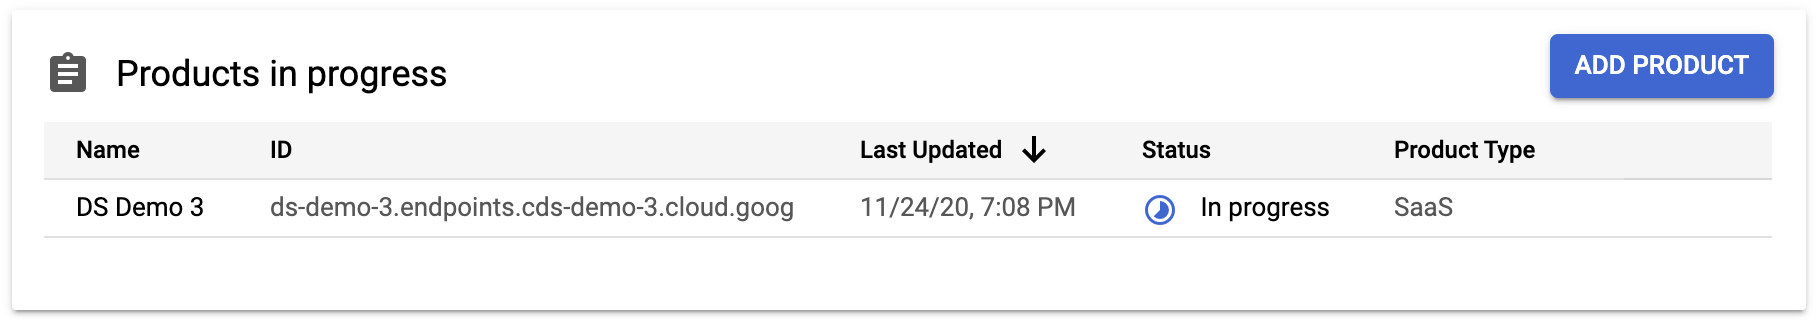 Products in progress
ADD PRODUCT
Name ID Last Updated Status Product Type
DS Demo 3 ds-demo-3.endpoints.cds-demo-3.cloud.goog 11/24/20, 7:08 PM In progress SaaS